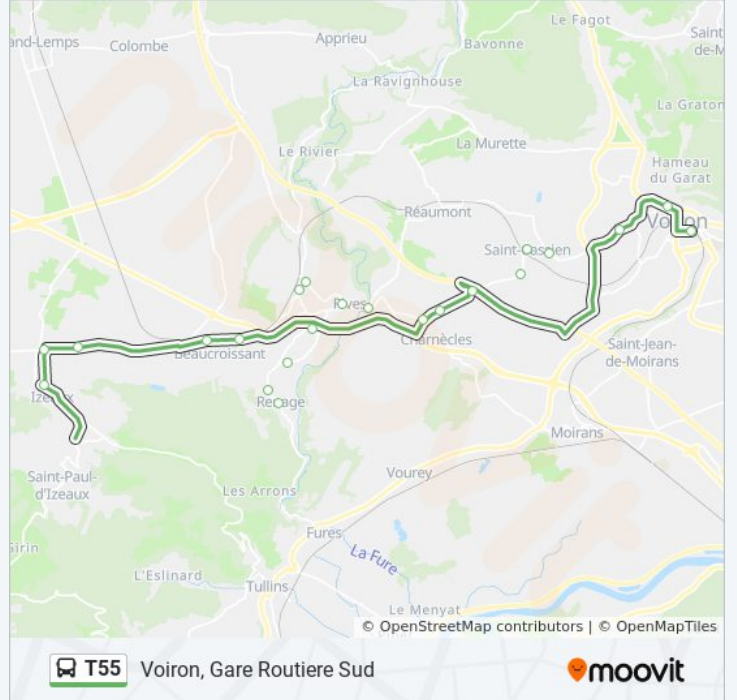 Le Fagot
and-Lemps
Colombe
Apprieu
Bavonne
Saint
de-M
La Ravignhouse
La Graton
La Murette
Le Rivier
Hameau
du Garat
Réaumont
Voiron
Saint-Cassien
Rives
Charnècles
Beaucroissant
Saint-Jean-
de-Moirans
Izeaux
Renage
Moirans
Saint-Paul-
d'Izeaux
Vourey
Les Arrons
Fures
Girin
La Fure
L'Eslinard
Tullins
Le Menyat
© OpenStreetMap contributors | © OpenMapTiles
T55 Voiron, Gare Routiere Sud
moovit